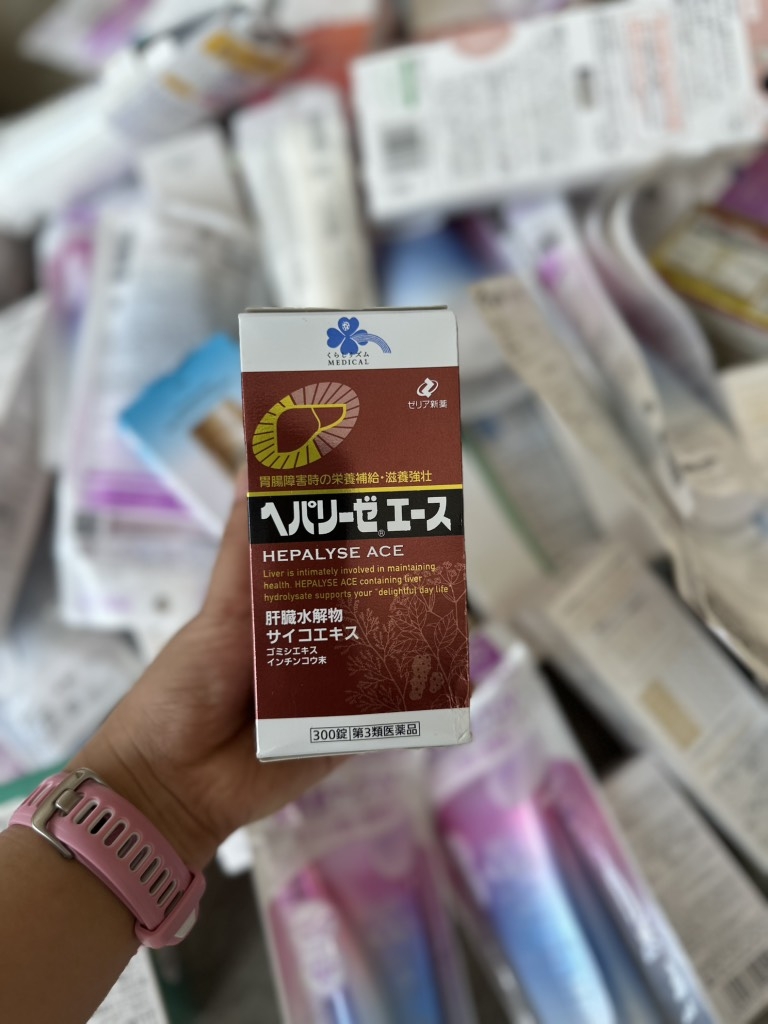 くらしリズム
MEDICAL
ゼリア新薬
胃腸障害時の栄養補給・滋養強壮
ヘパリーゼ®エース
HEPALYSE ACE
Liver is intimately involved in maintaining
health. HEPALYSE ACE containing liver
hydrolysate supports your "delightful day life"
肝臓水解物
サイコエキス
ゴミシエキス
インチンコウ末
300錠 第3類医薬品